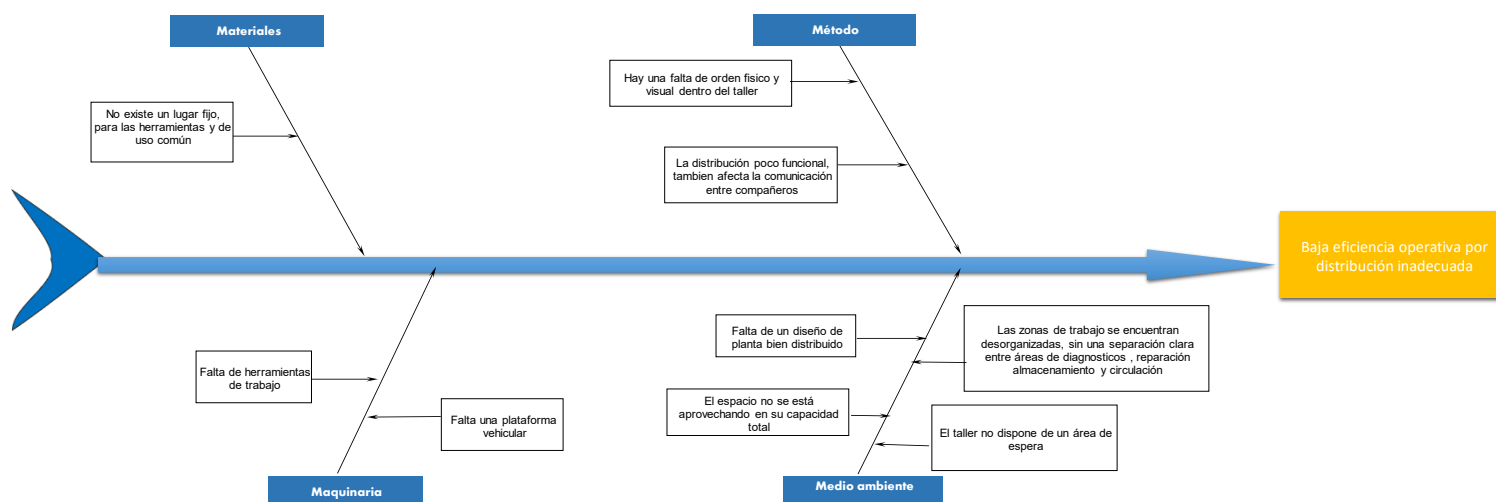 Materiales
Método
Hay una falta de orden fisico y
visual dentro del taller
No existe un lugar fijo,
para las herramientas y de
uso común
La distribución poco funcional,
tambien afecta la comunicación
entre compañeros
Baja eficiencia operativa por
distribución inadecuada
Falta de un diseño de
planta bien distribuido
Las zonas de trabajo se encuentran
desorganizadas, sin una separación clara
entre áreas de diagnosticos , reparación
almacenamiento y circulación
Falta de herramientas
de trabajo
El espacio no se está
aprovechando en su capacidad
total
Falta una plataforma
vehicular
El taller no dispone de un área de
espera
Maquinaria
Medio ambiente